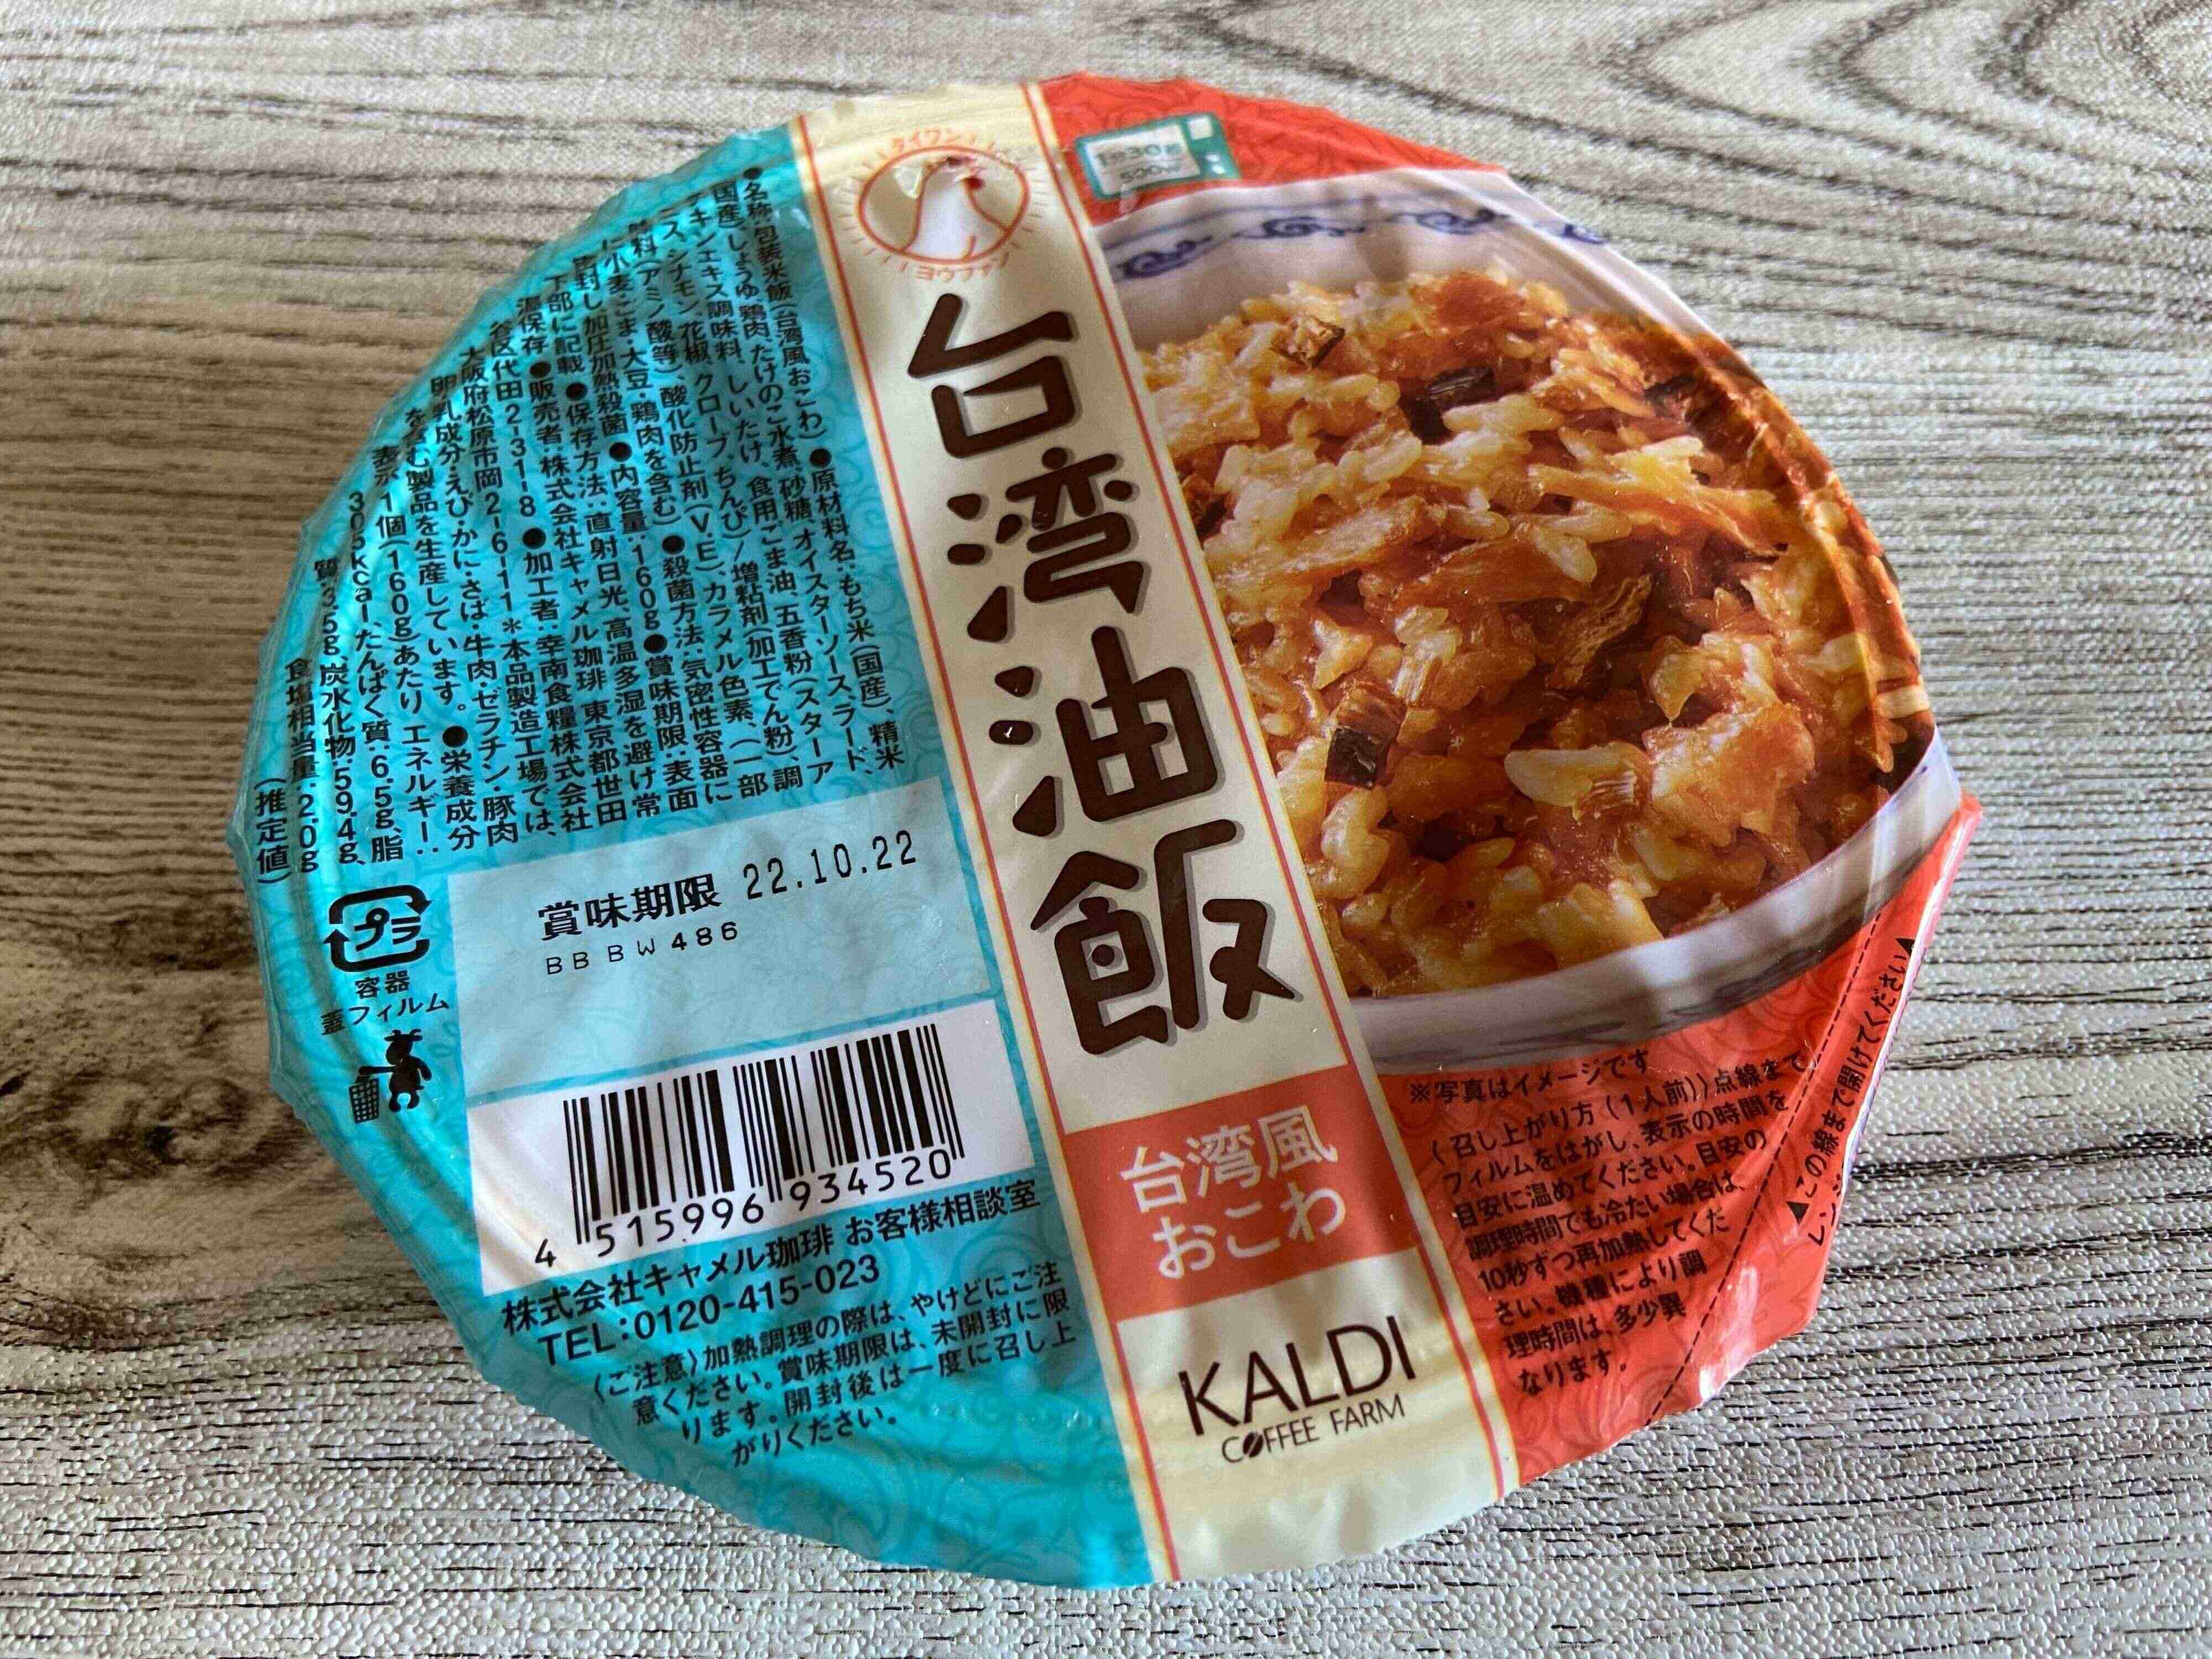 タイワン
ヨウファン
台湾油飯
台湾風
おこわ
KALDI
COFFEE FARM
●名称:包装米飯(台湾風おこわ)●原材料名:もち米(国産)、精米
国産)、しょうゆ、鶏肉、たけのこ水煮、砂糖、オイスターソース、ラード、
キンエキス調味料、しいたけ、食用ごま油、五香粉(スターア
ス、シナモン、花椒、クローブ、ちんぴ)/増粘剤(加工でん粉)、調
料(アミノ酸等)、酸化防止剤(V.E)、カラメル色素、(一部
に小麦・ごま・大豆・鶏肉を含む)●殺菌方法:気密性容器に
密封し加圧加熱殺菌●内容量:160g●賞味期限:表面
下部に記載●保存方法:直射日光、高温多湿を避け常
温保存●販売者:株式会社キャメル珈琲 東京都世田
谷区代田2-31-8●加工者:幸南食糧株式会社
大阪府松原市岡2-6-11*本品製造工場では、
卵・乳成分・えび・かに・さば・牛肉・ゼラチン・豚肉
を含む製品を生産しています。●栄養成分
表示1個(160g)あたり エネルギー:
305kcal、たんぱく質:6.5g、脂
質:3.5g、炭水化物:59.4g、
食塩相当量:2.0g
(推定値)
プラ
容器
蓋フィルム
賞味期限 22.10.22
BBBW486
4 515996 934520
株式会社キャメル珈琲 お客様相談室
TEL:0120-415-023
〈ご注意〉加熱調理の際は、やけどにご注
意ください。賞味期限は、未開封に限
ります。開封後は一度に召し上
がりください。
※写真はイメージです
〈召し上がり方(1人前)〉点線まで
フィルムをはがし、表示の時間を
目安に温めてください。目安の
調理時間でも冷たい場合は、
10秒ずつ再加熱してくだ
さい。機種により調
理時間は、多少異
なります。
▲この線まで開けてください▲